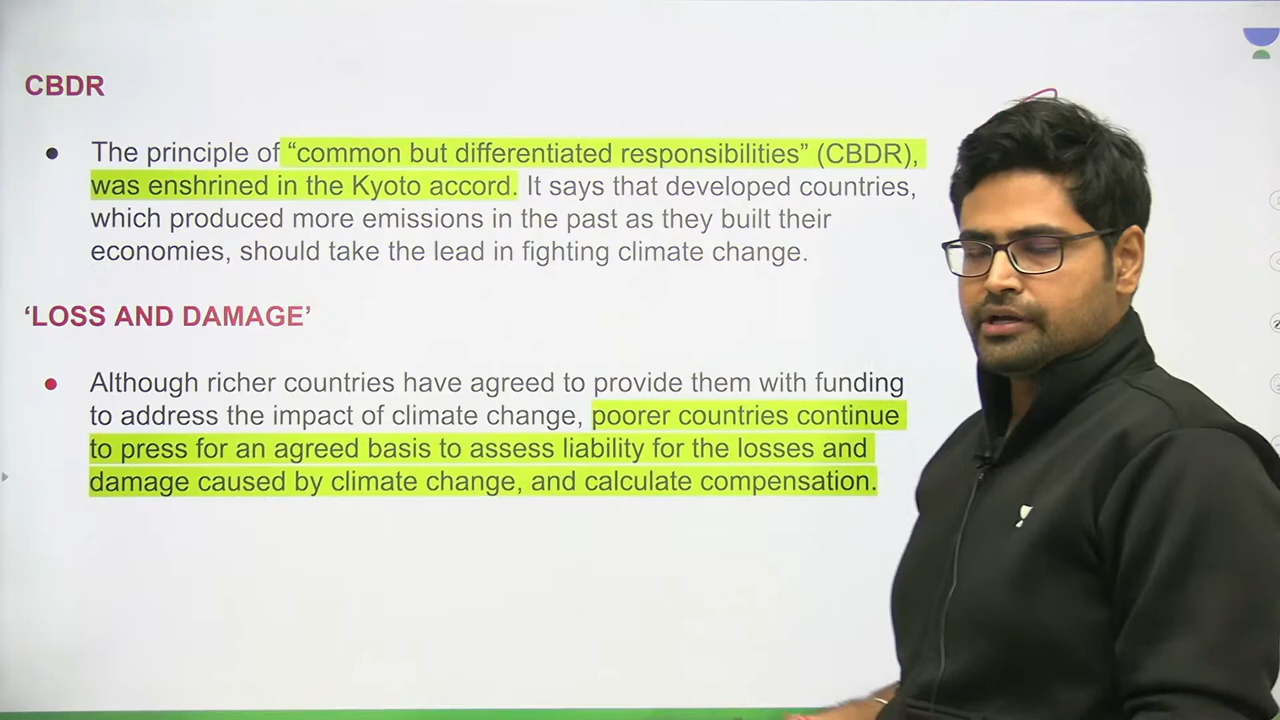 CBDR
● The principle of “common but differentiated responsibilities” (CBDR),
was enshrined in the Kyoto accord. It says that developed countries,
which produced more emissions in the past as they built their
economies, should take the lead in fighting climate change.
‘LOSS AND DAMAGE’
● Although richer countries have agreed to provide them with funding
to address the impact of climate change, poorer countries continue
to press for an agreed basis to assess liability for the losses and
damage caused by climate change, and calculate compensation.